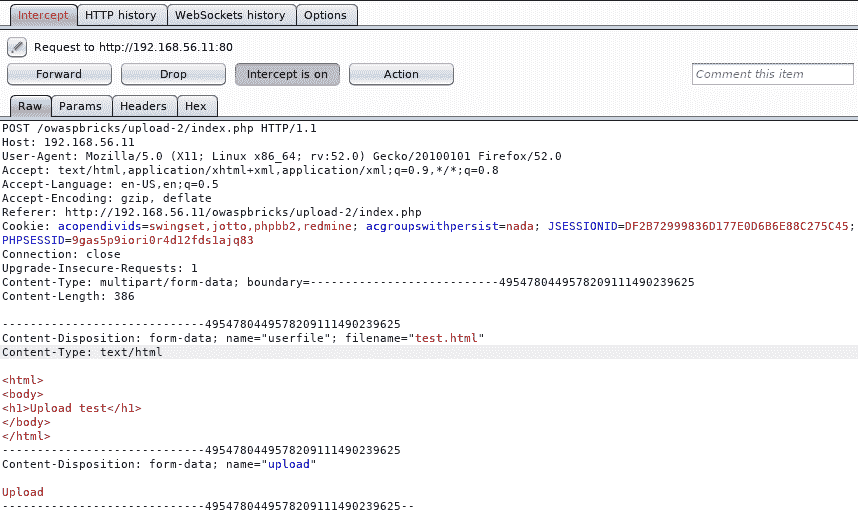 Intercept HTTP history WebSockets history Options
Request to http://192.168.56.11:80
Forward Drop Intercept is on Action Comment this item
Raw Params Headers Hex
POST /owaspbricks/upload-2/index.php HTTP/1.1
Host: 192.168.56.11
User-Agent: Mozilla/5.0 (X11; Linux x86_64; rv:52.0) Gecko/20100101 Firefox/52.0
Accept: text/html,application/xhtml+xml,application/xml;q=0.9,*/*;q=0.8
Accept-Language: en-US,en;q=0.5
Accept-Encoding: gzip, deflate
Referer: http://192.168.56.11/owaspbricks/upload-2/index.php
Cookie: acopendivids=swingset,jotto,phpbb2,redmine; acgroupswithpersist=nada; JSESSIONID=DF2B72999836D177E0D6B6E88C275C45;
PHPSESSID=9gas5p9iori0r4d12fds1ajq83
Connection: close
Upgrade-Insecure-Requests: 1
Content-Type: multipart/form-data; boundary=---------------------------4954780449578209111490239625
Content-Length: 386
-----------------------------4954780449578209111490239625
Content-Disposition: form-data; name="userfile"; filename="test.html"
Content-Type: text/html
<html>
<body>
<h1>Upload test</h1>
</body>
</html>
-----------------------------4954780449578209111490239625
Content-Disposition: form-data; name="upload"
Upload
-----------------------------4954780449578209111490239625--